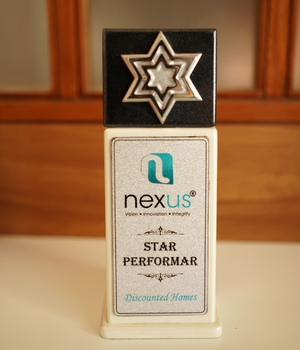 nexus®
Vision • Innovation • Integrity
STAR
PERFORMAR
Discounted Homes